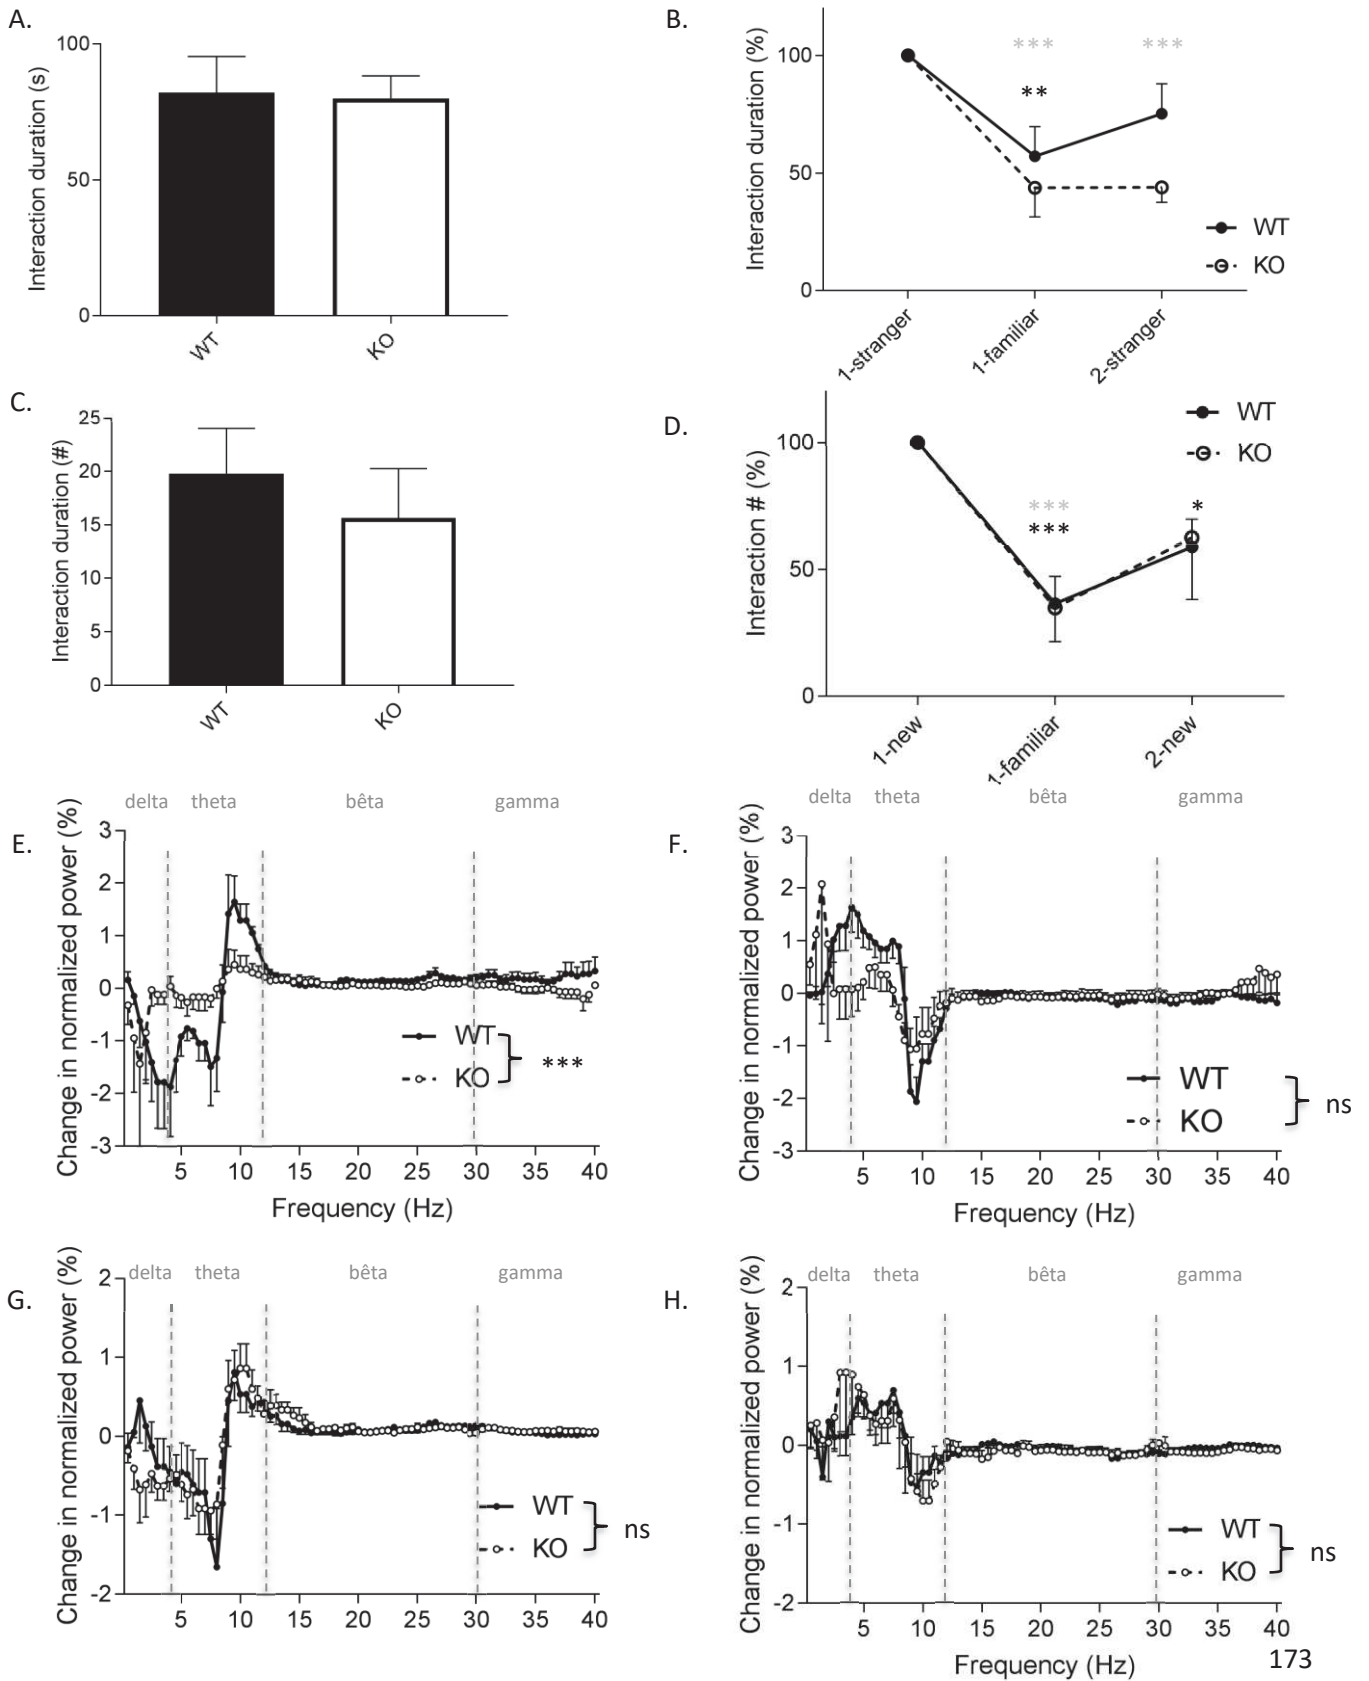 A.
Interaction duration (s)
100
50
0
WT
KO
B.
Interaction duration (%)
100
50
0
***
***
**
WT
KO
1-stranger
1-familiar
2-stranger
C.
Interaction duration (#)
25
20
15
10
5
0
WT
KO
D.
Interaction # (%)
100
50
0
WT
KO
***
***
*
1-new
1-familiar
2-new
E.
delta theta bêta gamma
Change in normalized power (%)
3
2
1
0
-1
-2
-3
WT
KO
***
5 10 15 20 25 30 35 40
Frequency (Hz)
F.
delta theta bêta gamma
Change in normalized power (%)
3
2
1
0
-1
-2
-3
WT
KO
ns
5 10 15 20 25 30 35 40
Frequency (Hz)
G.
delta theta bêta gamma
Change in normalized power (%)
2
1
0
-1
-2
WT
KO
ns
5 10 15 20 25 30 35 40
Frequency (Hz)
H.
delta theta bêta gamma
Change in normalized power (%)
2
1
0
-1
-2
WT
KO
ns
5 10 15 20 25 30 35 40
Frequency (Hz)
173